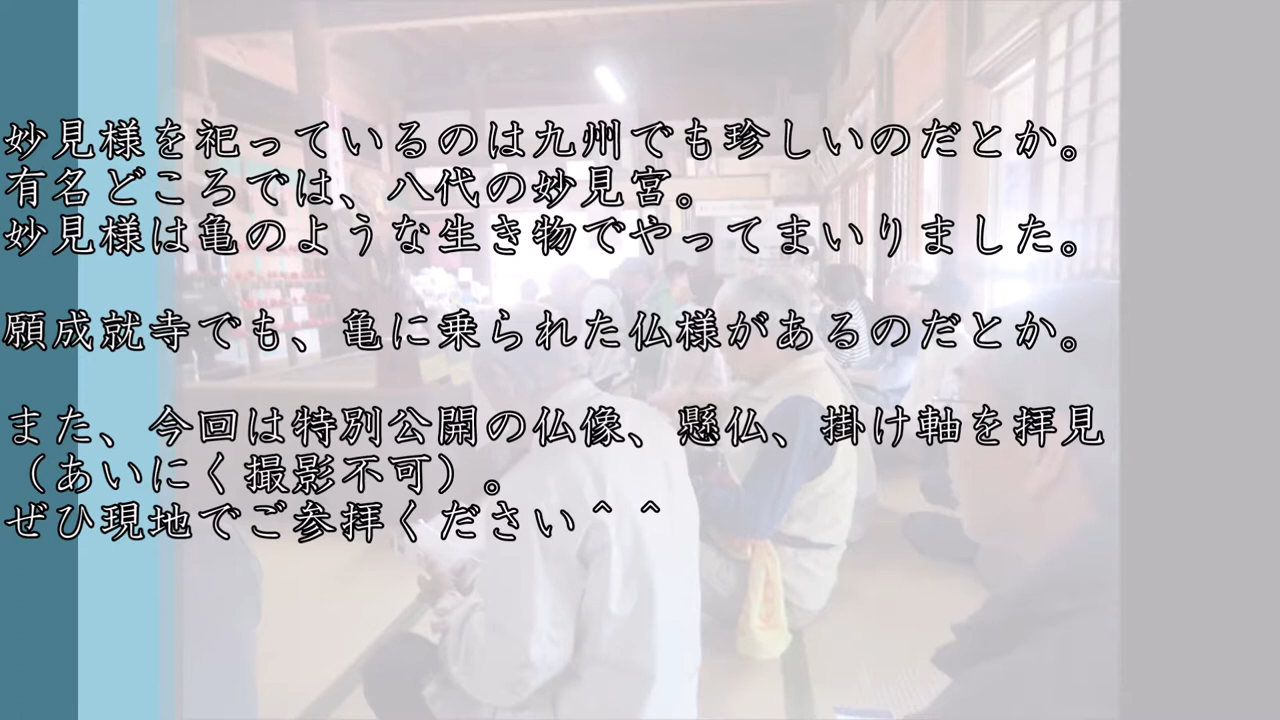 妙見様を祀っているのは九州でも珍しいのだとか。
有名どころでは、八代の妙見宮。
妙見様は亀のような生き物でやってまいりました。
願成就寺でも、亀に乗られた仏様があるのだとか。
また、今回は特別公開の仏像、懸仏、掛け軸を拝見
（あいにく撮影不可）。
ぜひ現地でご参拝ください＾＾